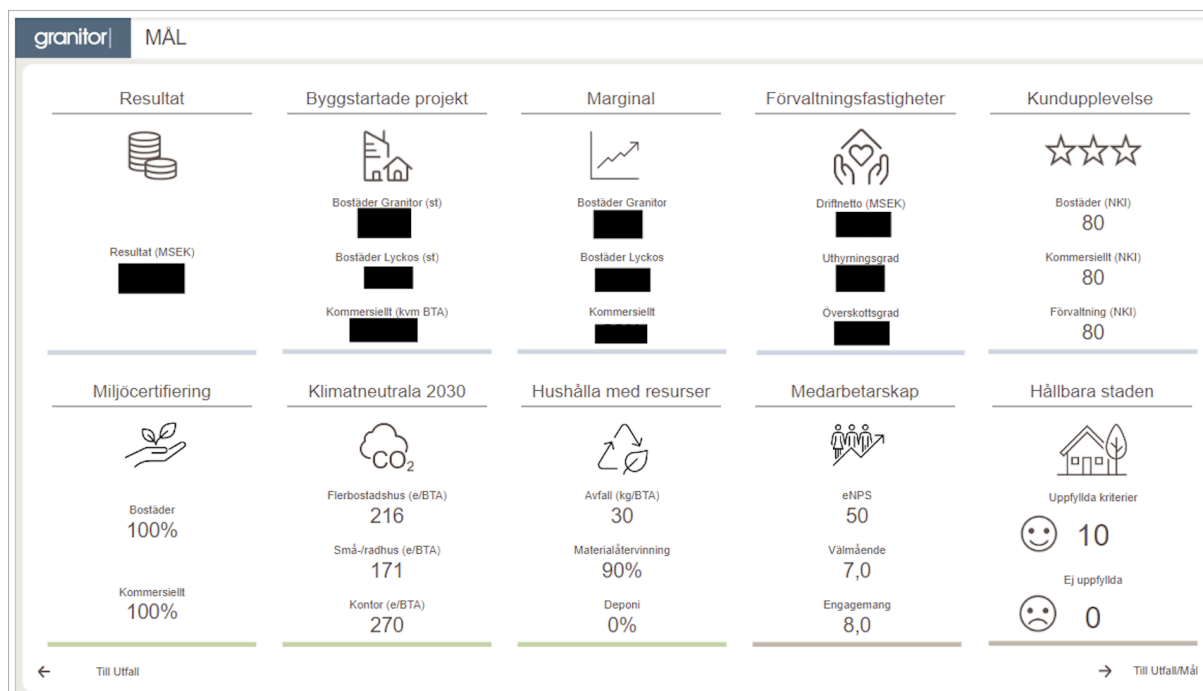 granitor| MÅL
Resultat
Resultat (MSEK)
Byggstartade projekt
Bostäder Granitor (st)
Bostäder Lyckos (st)
Kommersiellt (kvm BTA)
Marginal
Bostäder Granitor
Bostäder Lyckos
Kommersiellt
Förvaltningsfastigheter
Driftnetto (MSEK)
Uthyrningsgrad
Överskottsgrad
Kundupplevelse
Bostäder (NKI)
80
Kommersiellt (NKI)
80
Förvaltning (NKI)
80
Miljöcertifiering
Bostäder
100%
Kommersiellt
100%
Klimatneutrala 2030
CO2
Flerbostadshus (e/BTA)
216
Små-/radhus (e/BTA)
171
Kontor (e/BTA)
270
Hushålla med resurser
Avfall (kg/BTA)
30
Materialåtervinning
90%
Deponi
0%
Medarbetarskap
eNPS
50
Välmående
7,0
Engagemang
8,0
Hållbara staden
Uppfyllda kriterier
10
Ej uppfyllda
0
Till Utfall
Till Utfall/Mål